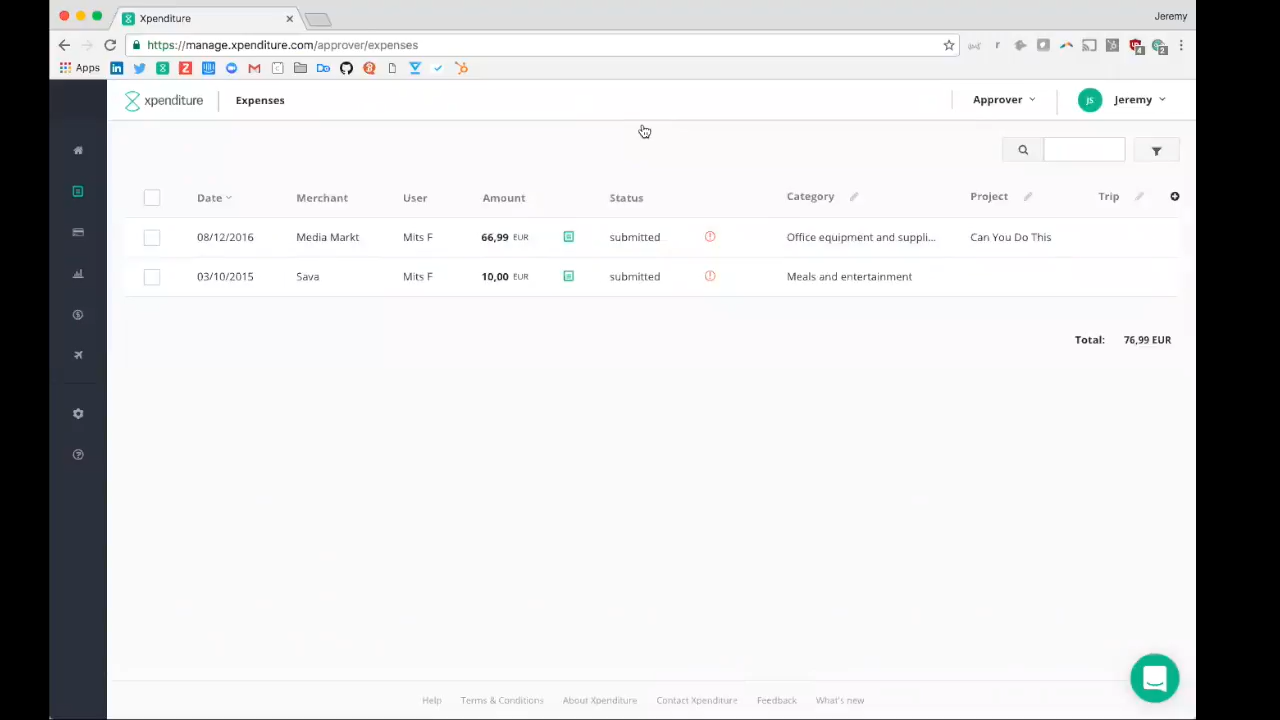 Xpenditure
Jeremy
https://manage.xpenditure.com/approver/expenses
Apps
xpenditure
Expenses
Approver
JS
Jeremy
Date
Merchant
User
Amount
Status
Category
Project
Trip
08/12/2016 Media Markt Mits F 66,99 EUR submitted Office equipment and suppli... Can You Do This
03/10/2015 Sava Mits F 10,00 EUR submitted Meals and entertainment
Total: 76,99 EUR
Help Terms & Conditions About Xpenditure Contact Xpenditure Feedback What's new